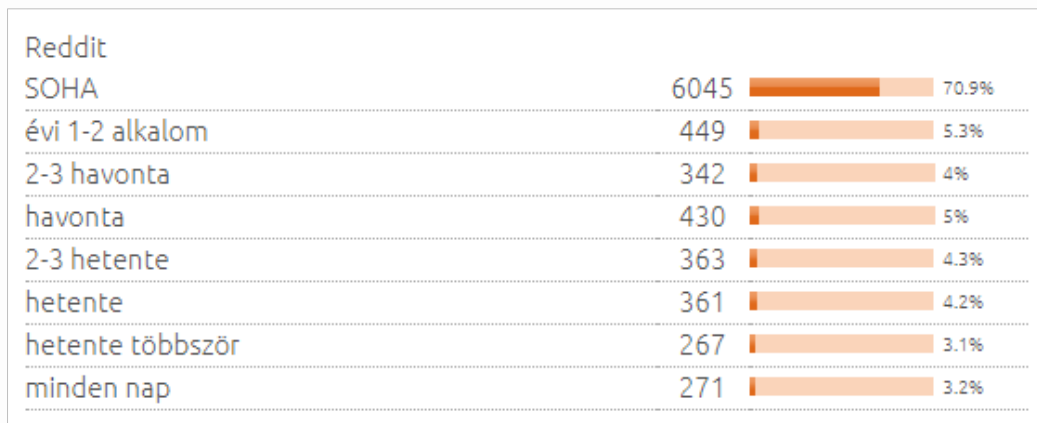 Reddit
SOHA 6045 70.9%
évi 1-2 alkalom 449 5.3%
2-3 havonta 342 4%
havonta 430 5%
2-3 hetente 363 4.3%
hetente 361 4.2%
hetente többször 267 3.1%
minden nap 271 3.2%